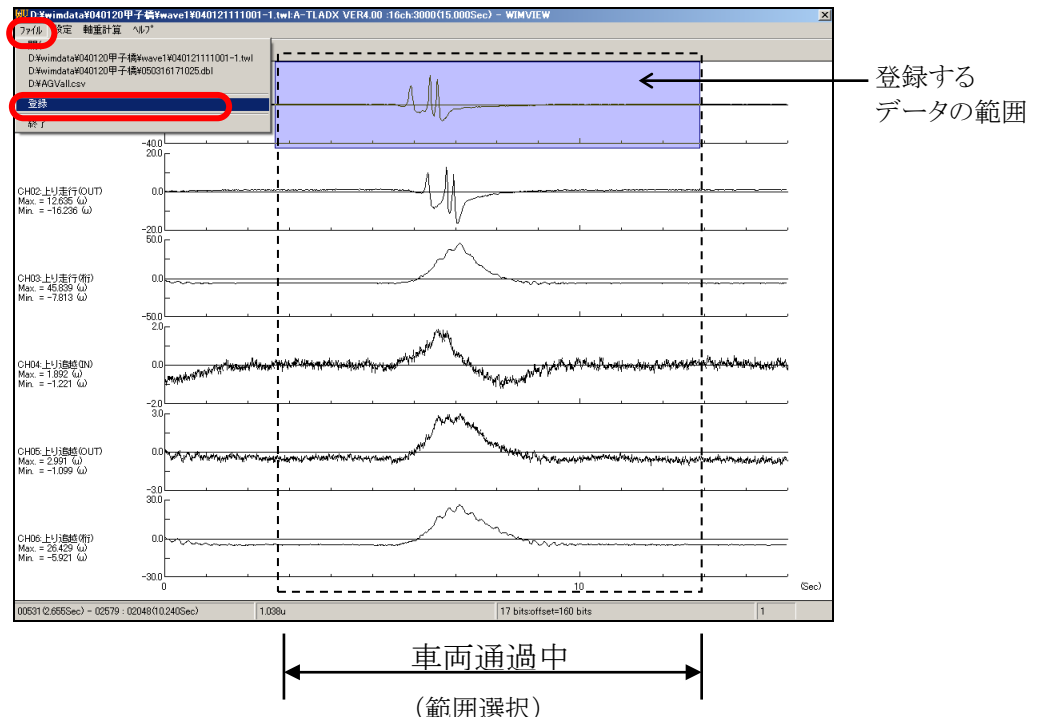 D:¥wimdata¥040120甲子橋¥wave1¥040121111001-1.twl:A-TLADX VER4.00 :16ch:3000(15.000Sec) - WIMVIEW
ファイル 設定 軸重計算 ヘルプ
D:¥wimdata¥040120甲子橋¥wave1¥040121111001-1.twl
D:¥wimdata¥040120甲子橋¥050316171025.dbl
D:¥AGVall.csv
登録
終了
登録する
データの範囲
-40.0
20.0
CH02:上り走行(OUT)
Max. = 12.635 (ω)
Min. = -16.236 (ω)
0.0
-20.0
50.0
CH03:上り走行(桁)
Max. = 45.839 (ω)
Min. = -7.813 (ω)
0.0
-50.0
2.0
CH04:上り追越(IN)
Max. = 1.892 (ω)
Min. = -1.221 (ω)
0.0
-2.0
3.0
CH05:上り追越(OUT)
Max. = 2.991 (ω)
Min. = -1.099 (ω)
0.0
-3.0
30.0
CH06:上り追越(桁)
Max. = 26.429 (ω)
Min. = -5.921 (ω)
0.0
-30.0
0 10 (Sec)
00531(2.655Sec) - 02579 : 02048(10.240Sec) 1.038u 17 bits:offset=160 bits 1
車両通過中
（範囲選択）